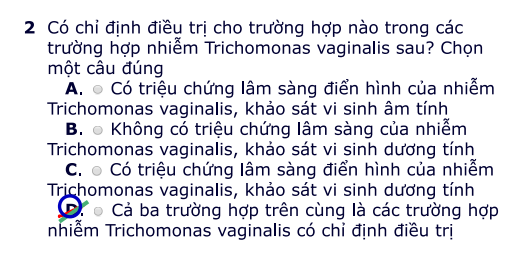 2 Có chỉ định điều trị cho trường hợp nào trong các
trường hợp nhiễm Trichomonas vaginalis sau? Chọn
một câu đúng
A. Có triệu chứng lâm sàng điển hình của nhiễm
Trichomonas vaginalis, khảo sát vi sinh âm tính
B. Không có triệu chứng lâm sàng của nhiễm
Trichomonas vaginalis, khảo sát vi sinh dương tính
C. Có triệu chứng lâm sàng điển hình của nhiễm
Trichomonas vaginalis, khảo sát vi sinh dương tính
D. Cả ba trường hợp trên cùng là các trường hợp
nhiễm Trichomonas vaginalis có chỉ định điều trị